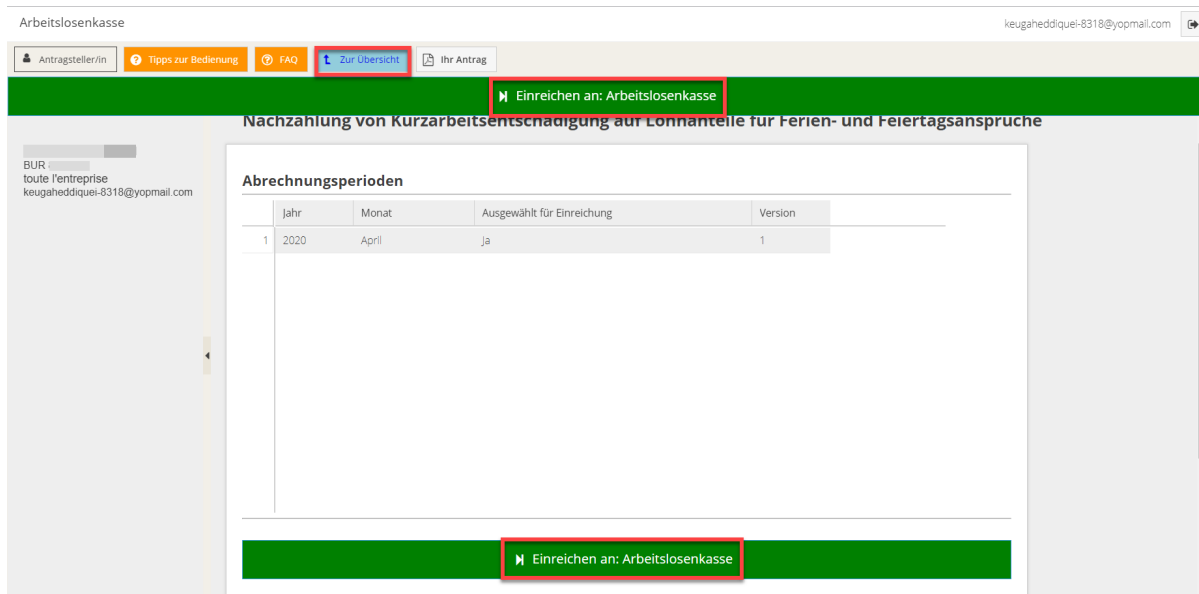 Arbeitslosenkasse
keugaheddiquei-8318@yopmail.com
Antragsteller/in
Tipps zur Bedienung
FAQ
Zur Übersicht
Ihr Antrag
Einreichen an: Arbeitslosenkasse
Nachzahlung von Kurzarbeitsentschädigung auf Lohnanteile für Ferien- und Feiertagsansprüche
BUR
toute l'entreprise
keugaheddiquei-8318@yopmail.com
Abrechnungsperioden
Jahr Monat Ausgewählt für Einreichung Version
1 2020 April Ja 1
Einreichen an: Arbeitslosenkasse